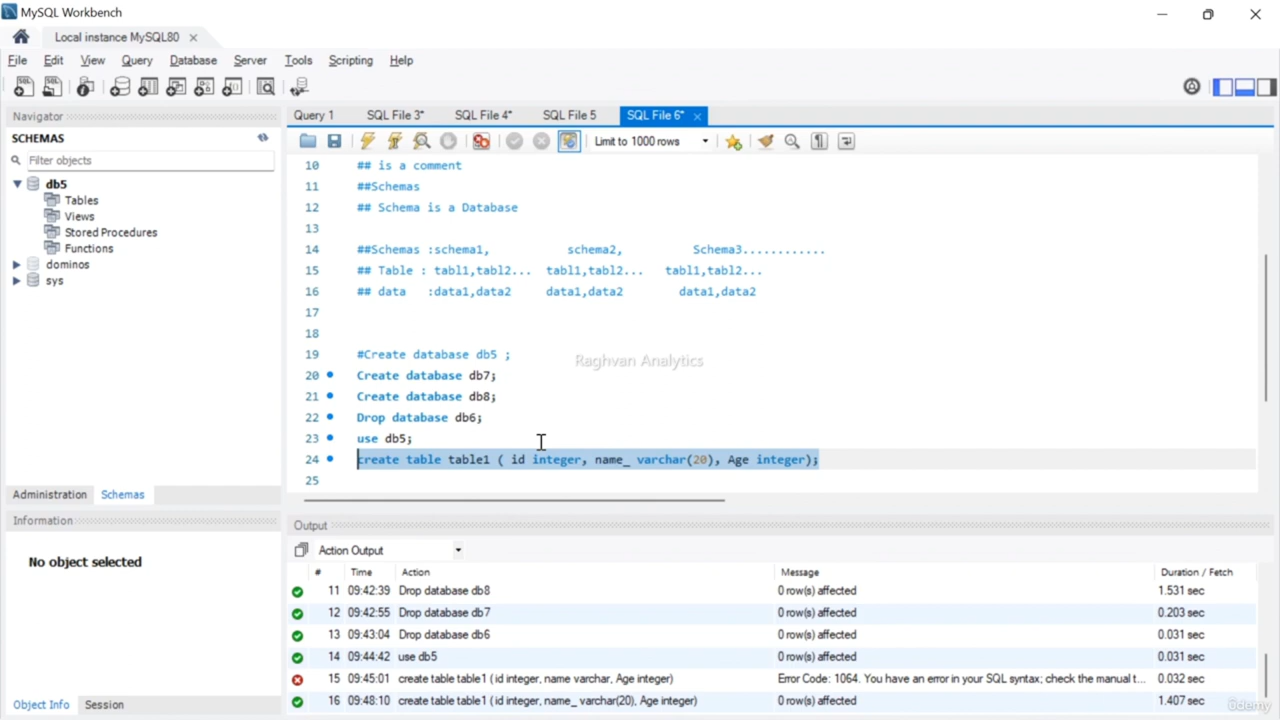 MySQL Workbench
Local instance MySQL80
File Edit View Query Database Server Tools Scripting Help
Navigator
SCHEMAS
Filter objects
db5
Tables
Views
Stored Procedures
Functions
dominos
sys
Administration Schemas
Information
No object selected
Object Info Session
Query 1 SQL File 3* SQL File 4* SQL File 5 SQL File 6*
Limit to 1000 rows
10 ## is a comment
11 ##Schemas
12 ## Schema is a Database
13
14 ##Schemas :schema1, schema2, Schema3............
15 ## Table : tabl1,tabl2... tabl1,tabl2... tabl1,tabl2...
16 ## data :data1,data2 data1,data2 data1,data2
17
18
19 #Create database db5 ;
Raghvan Analytics
20 Create database db7;
21 Create database db8;
22 Drop database db6;
23 use db5;
24 create table table1 ( id integer, name_ varchar(20), Age integer);
25
Output
Action Output
# Time Action Message Duration / Fetch
11 09:42:39 Drop database db8 0 row(s) affected 1.531 sec
12 09:42:55 Drop database db7 0 row(s) affected 0.203 sec
13 09:43:04 Drop database db6 0 row(s) affected 0.031 sec
14 09:44:42 use db5 0 row(s) affected 0.031 sec
15 09:45:01 create table table1 ( id integer, name varchar, Age integer) Error Code: 1064. You have an error in your SQL syntax; check the manual t... 0.032 sec
16 09:48:10 create table table1 ( id integer, name_ varchar(20), Age integer) 0 row(s) affected 1.407 sec
ûdemy